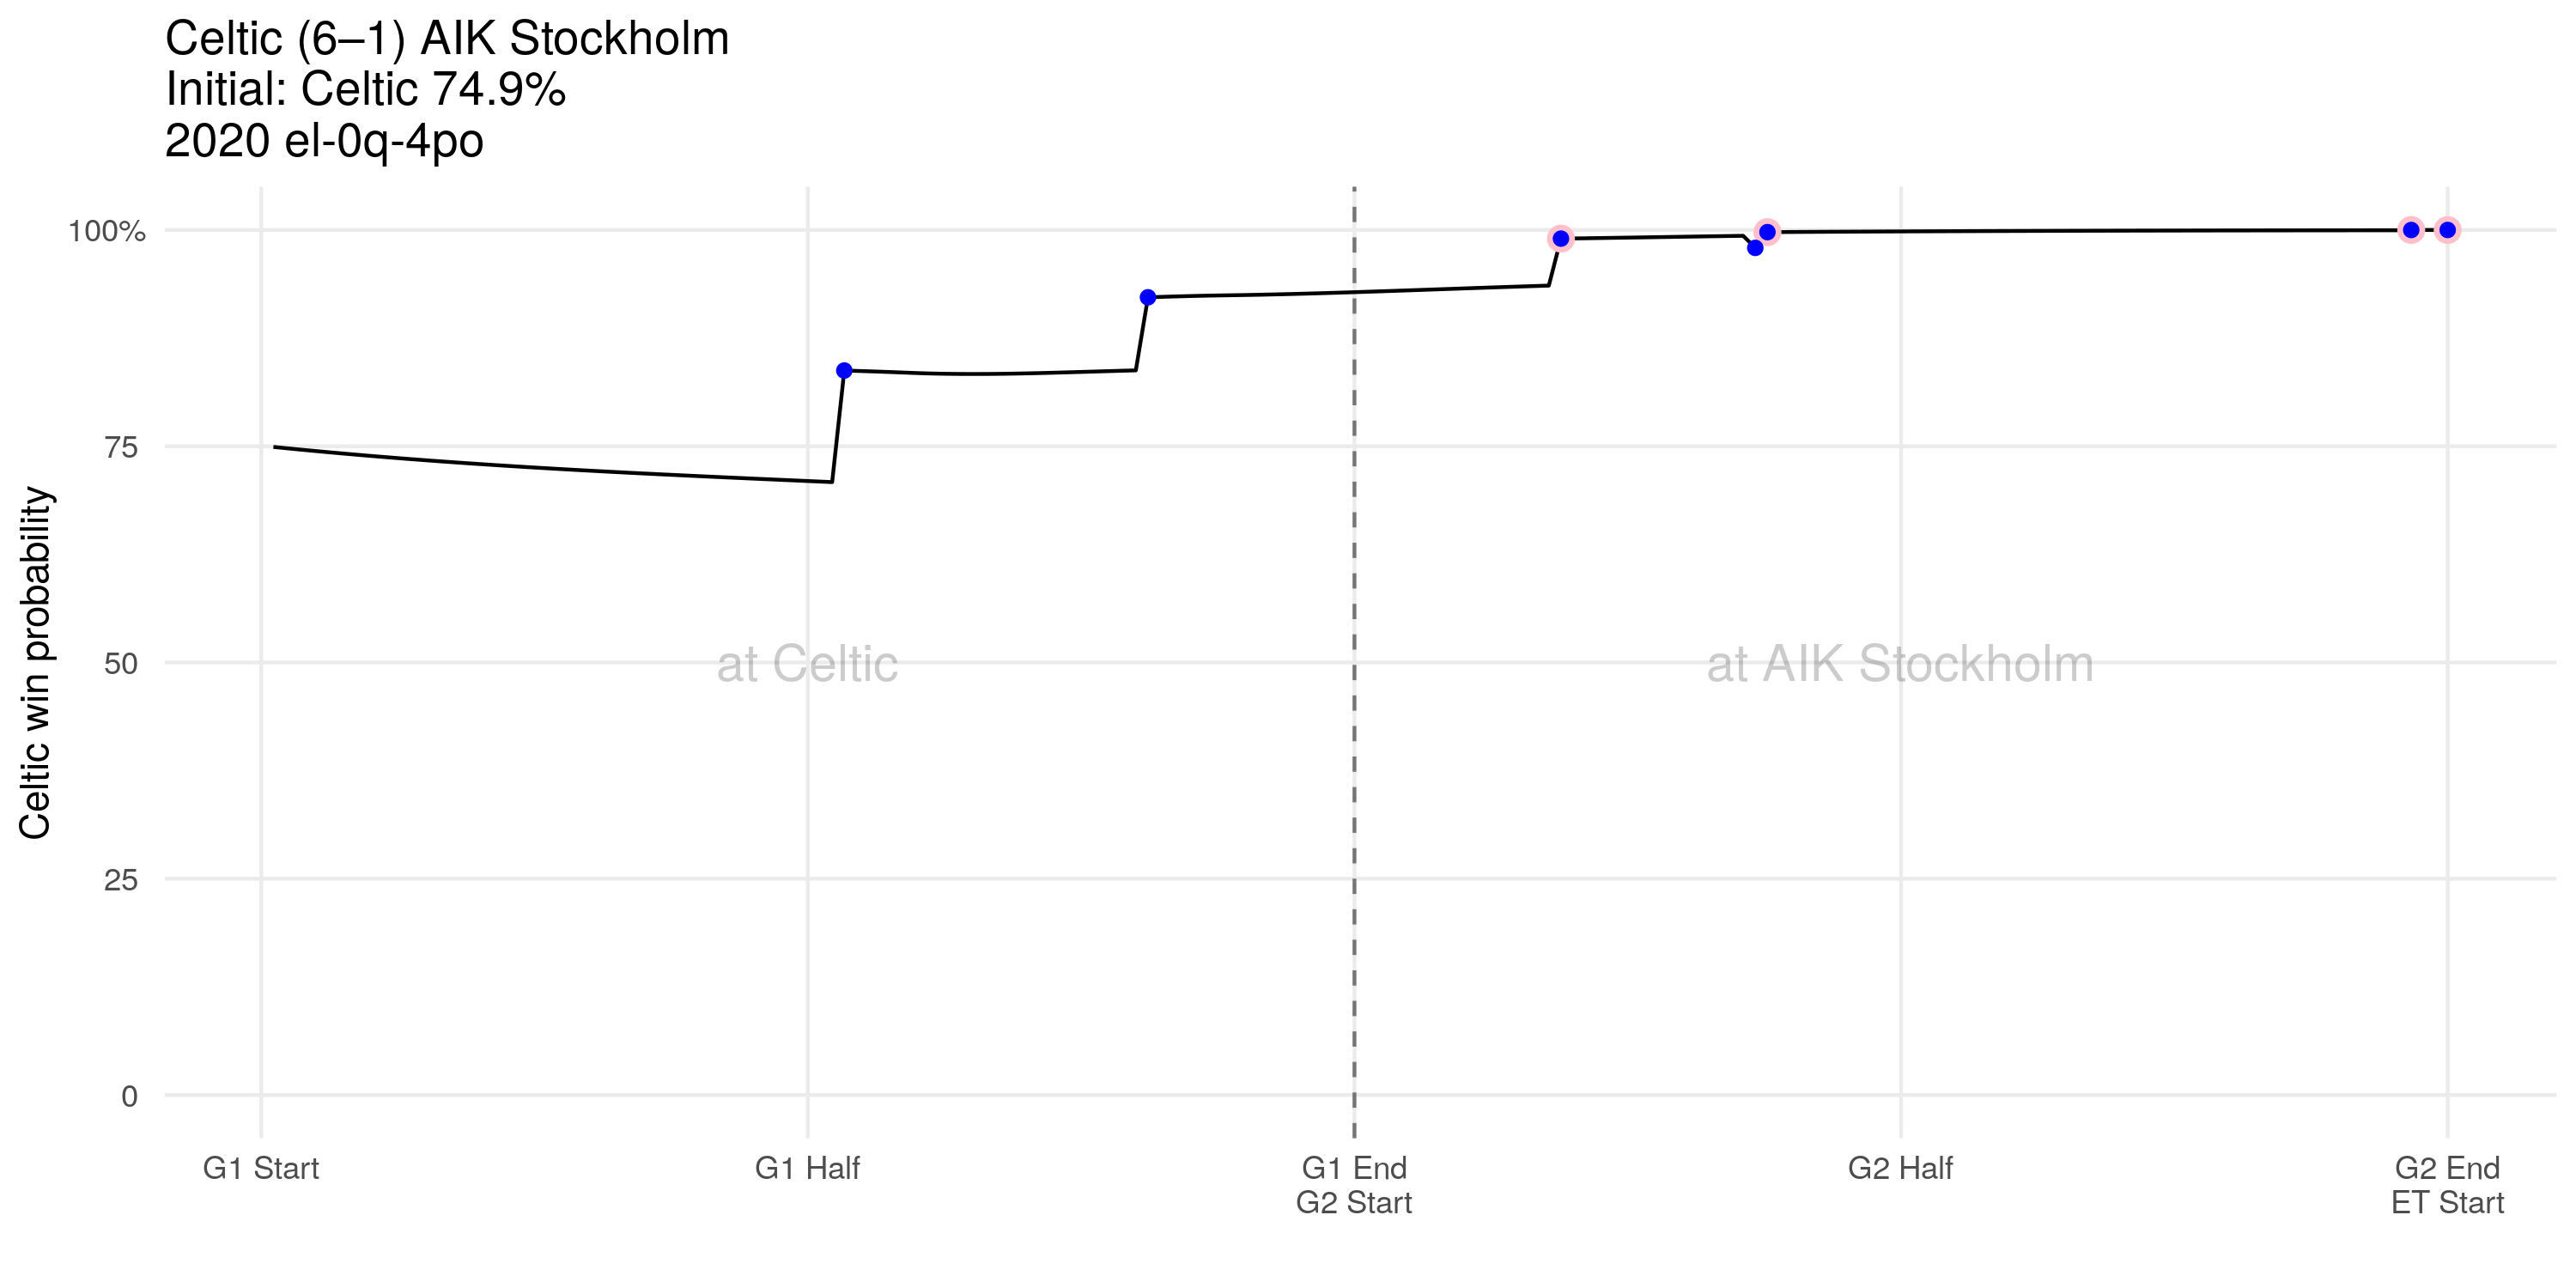 Celtic (6–1) AIK Stockholm
Initial: Celtic 74.9%
2020 el-0q-4po
Celtic win probability
100%
75
50
25
0
at Celtic
at AIK Stockholm
G1 Start
G1 Half
G1 End
G2 Start
G2 Half
G2 End
ET Start